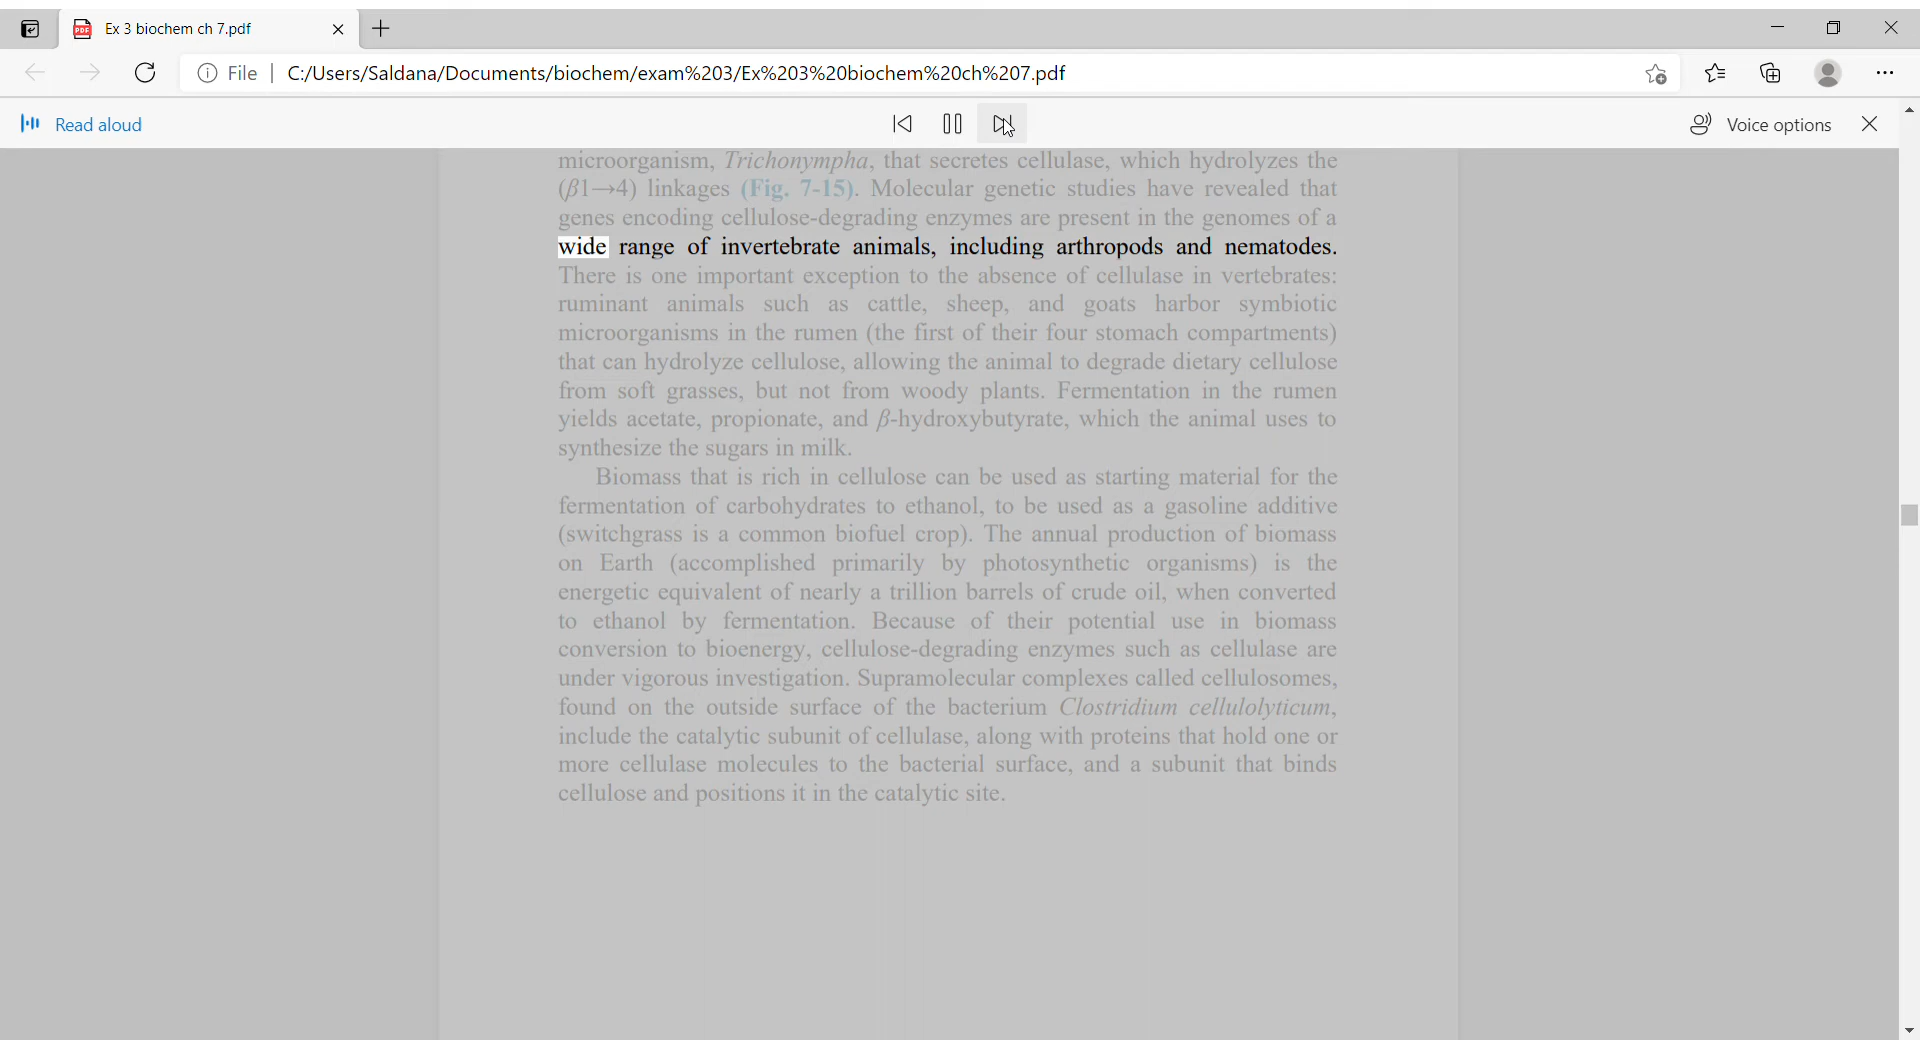 Ex 3 biochem ch 7.pdf
File | C:/Users/Saldana/Documents/biochem/exam%203/Ex%203%20biochem%20ch%207.pdf
Read aloud
Voice options
microorganism, Trichonympha, that secretes cellulase, which hydrolyzes the
(β1→4) linkages (Fig. 7-15). Molecular genetic studies have revealed that
genes encoding cellulose-degrading enzymes are present in the genomes of a
wide range of invertebrate animals, including arthropods and nematodes.
There is one important exception to the absence of cellulase in vertebrates:
ruminant animals such as cattle, sheep, and goats harbor symbiotic
microorganisms in the rumen (the first of their four stomach compartments)
that can hydrolyze cellulose, allowing the animal to degrade dietary cellulose
from soft grasses, but not from woody plants. Fermentation in the rumen
yields acetate, propionate, and β-hydroxybutyrate, which the animal uses to
synthesize the sugars in milk.
Biomass that is rich in cellulose can be used as starting material for the
fermentation of carbohydrates to ethanol, to be used as a gasoline additive
(switchgrass is a common biofuel crop). The annual production of biomass
on Earth (accomplished primarily by photosynthetic organisms) is the
energetic equivalent of nearly a trillion barrels of crude oil, when converted
to ethanol by fermentation. Because of their potential use in biomass
conversion to bioenergy, cellulose-degrading enzymes such as cellulase are
under vigorous investigation. Supramolecular complexes called cellulosomes,
found on the outside surface of the bacterium Clostridium cellulolyticum,
include the catalytic subunit of cellulase, along with proteins that hold one or
more cellulase molecules to the bacterial surface, and a subunit that binds
cellulose and positions it in the catalytic site.